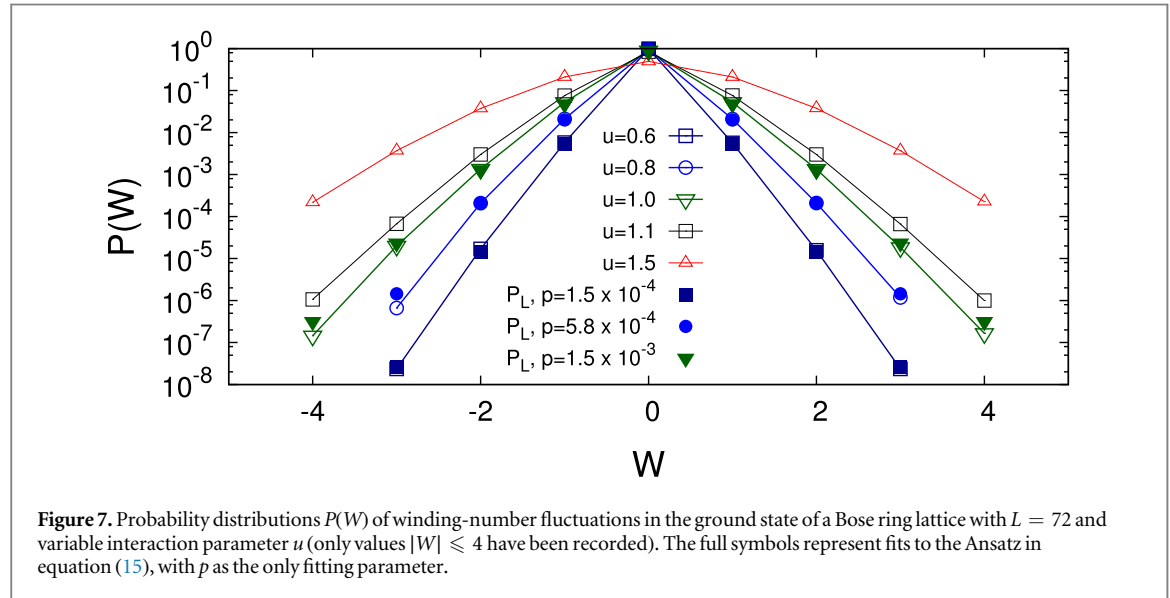 10^0
10^-1
10^-2
10^-3
10^-4
10^-5
10^-6
10^-7
10^-8
P(W)
u=0.6
u=0.8
u=1.0
u=1.1
u=1.5
P_L, p=1.5 x 10^-4
P_L, p=5.8 x 10^-4
P_L, p=1.5 x 10^-3
-4 -2 0 2 4
W
Figure 7. Probability distributions P(W) of winding-number fluctuations in the ground state of a Bose ring lattice with L = 72 and
variable interaction parameter u (only values |W| ⩽ 4 have been recorded). The full symbols represent fits to the Ansatz in
equation (15), with p as the only fitting parameter.